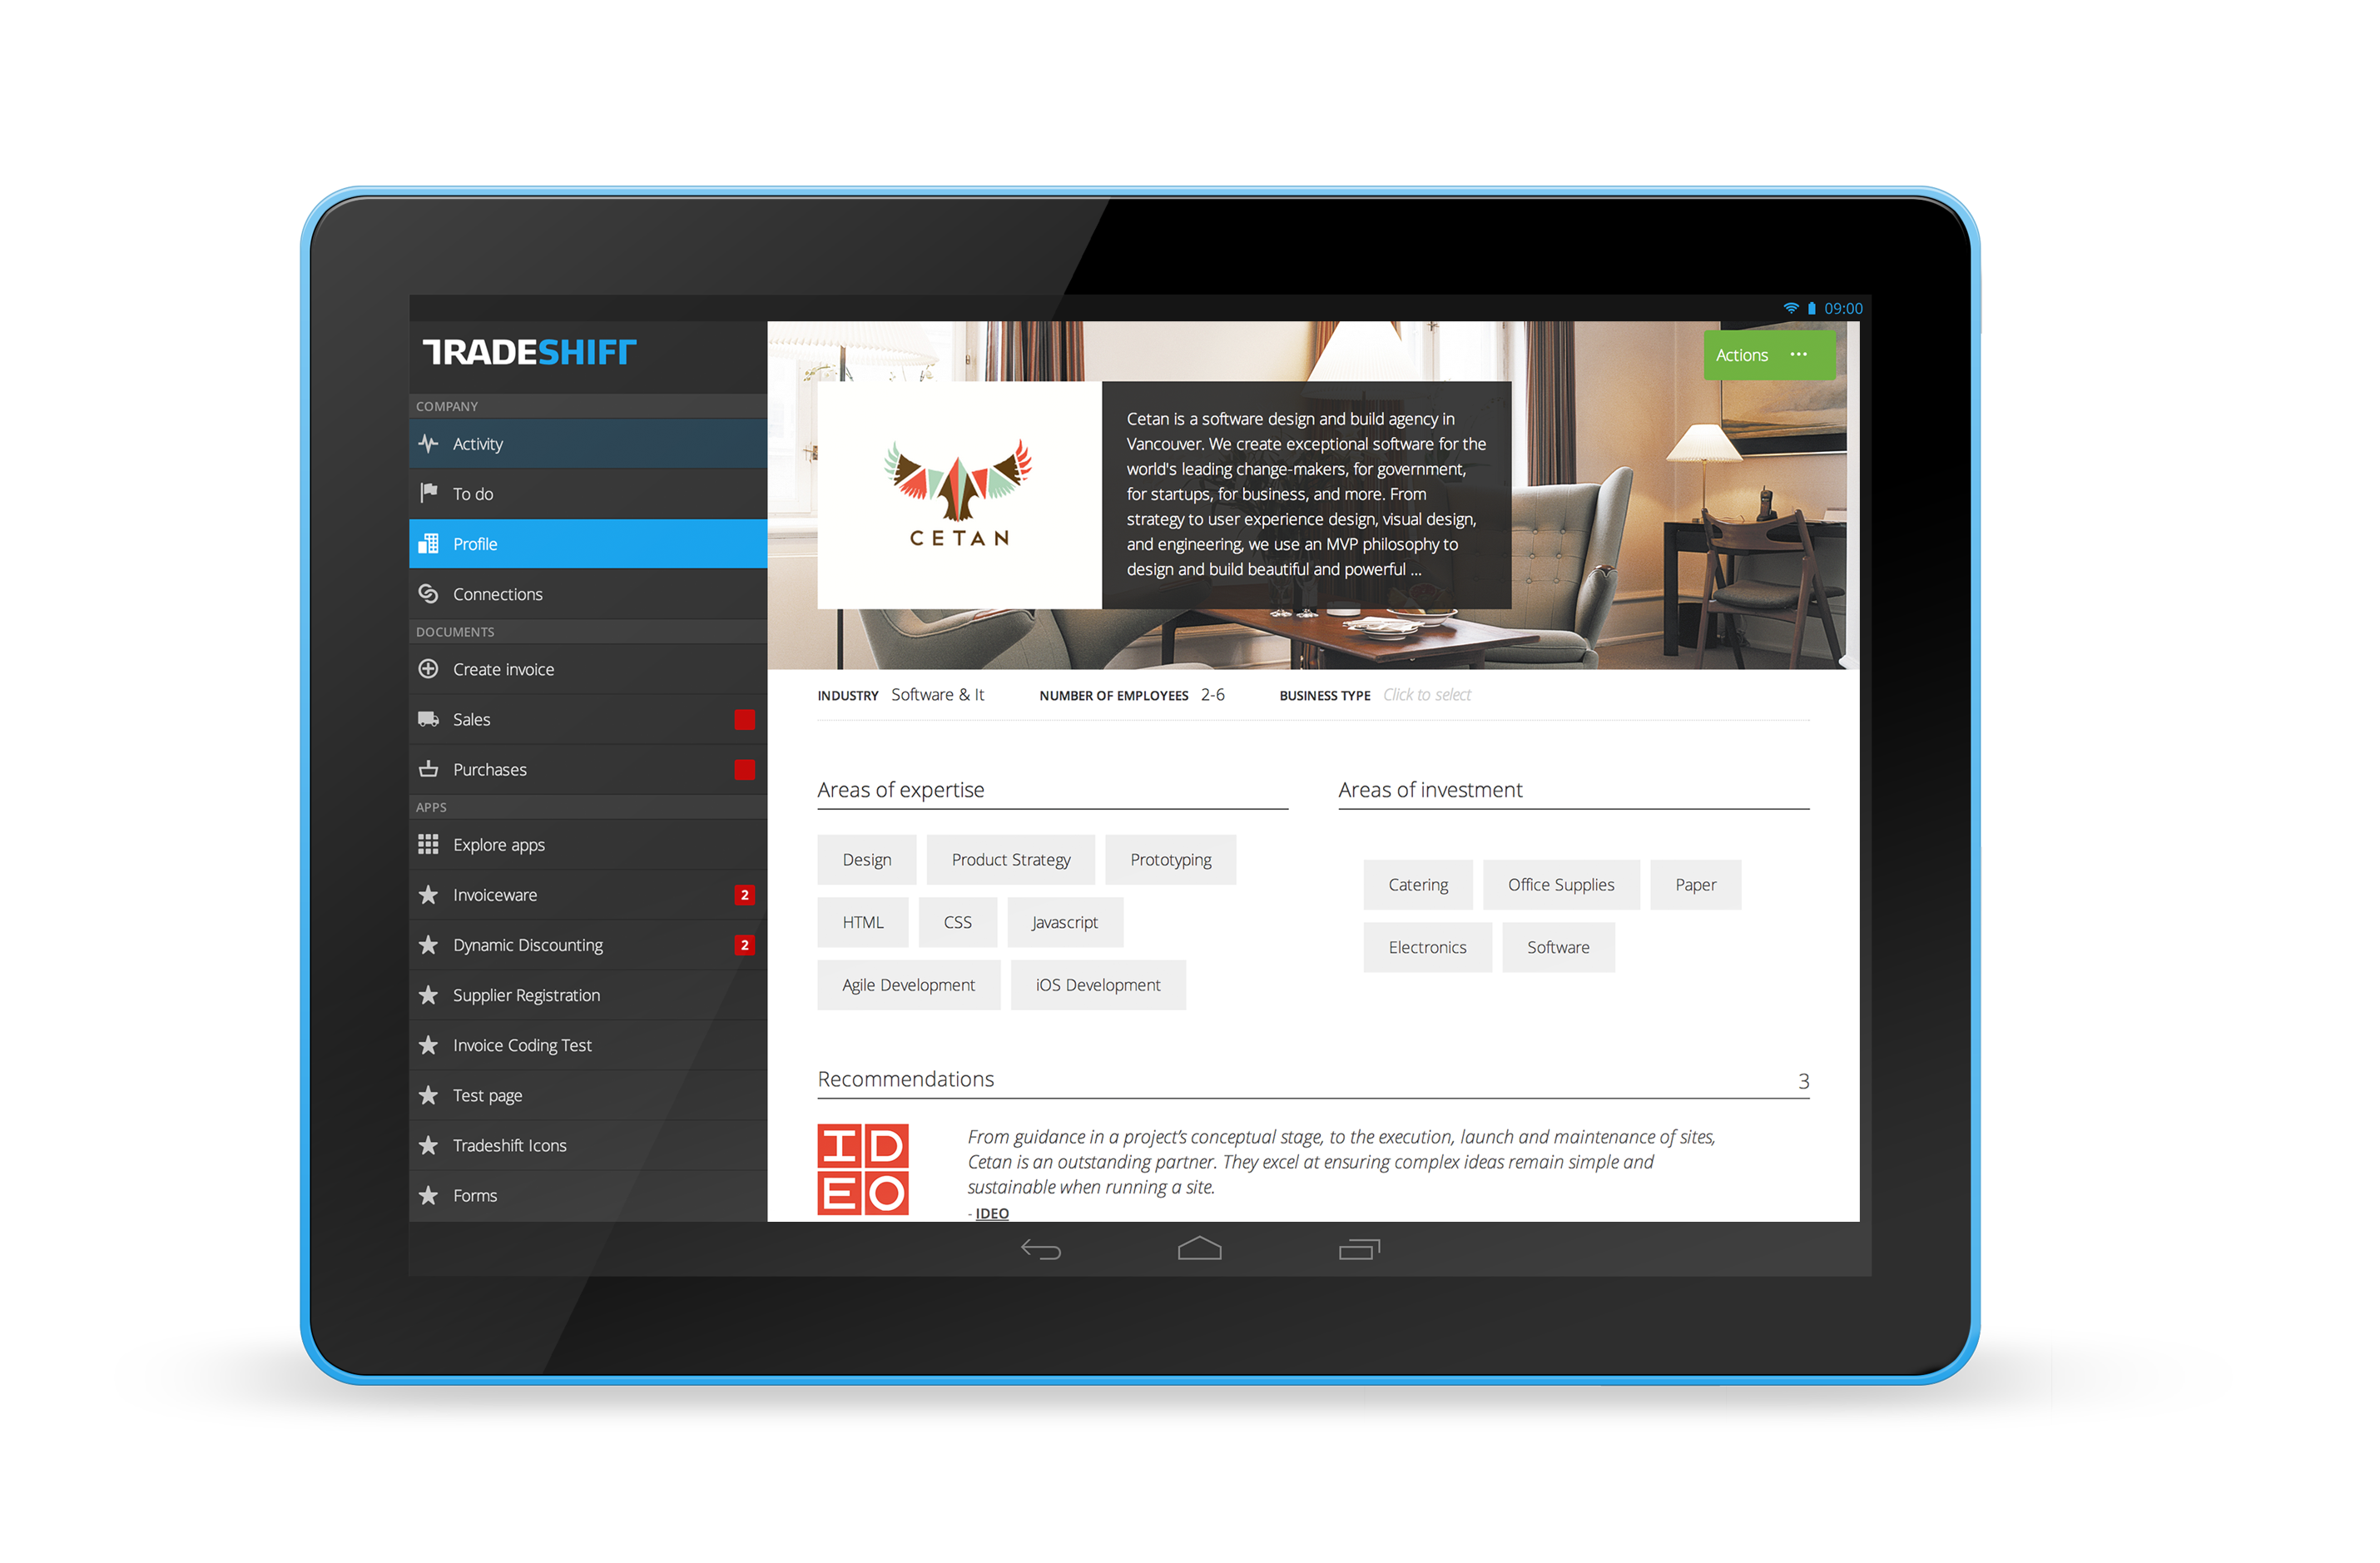 09:00
TRADESHIFT
COMPANY
Activity
To do
Profile
Connections
DOCUMENTS
Create invoice
Sales
Purchases
APPS
Explore apps
Invoiceware 2
Dynamic Discounting 2
Supplier Registration
Invoice Coding Test
Test page
Tradeshift Icons
Forms
Actions ...
CETAN
Cetan is a software design and build agency in
Vancouver. We create exceptional software for the
world's leading change-makers, for government,
for startups, for business, and more. From
strategy to user experience design, visual design,
and engineering, we use an MVP philosophy to
design and build beautiful and powerful ...
INDUSTRY Software & It NUMBER OF EMPLOYEES 2-6 BUSINESS TYPE Click to select
Areas of expertise
Design Product Strategy Prototyping
HTML CSS Javascript
Agile Development iOS Development
Areas of investment
Catering Office Supplies Paper
Electronics Software
Recommendations 3
ID
EO
From guidance in a project's conceptual stage, to the execution, launch and maintenance of sites,
Cetan is an outstanding partner. They excel at ensuring complex ideas remain simple and
sustainable when running a site.
- IDEO